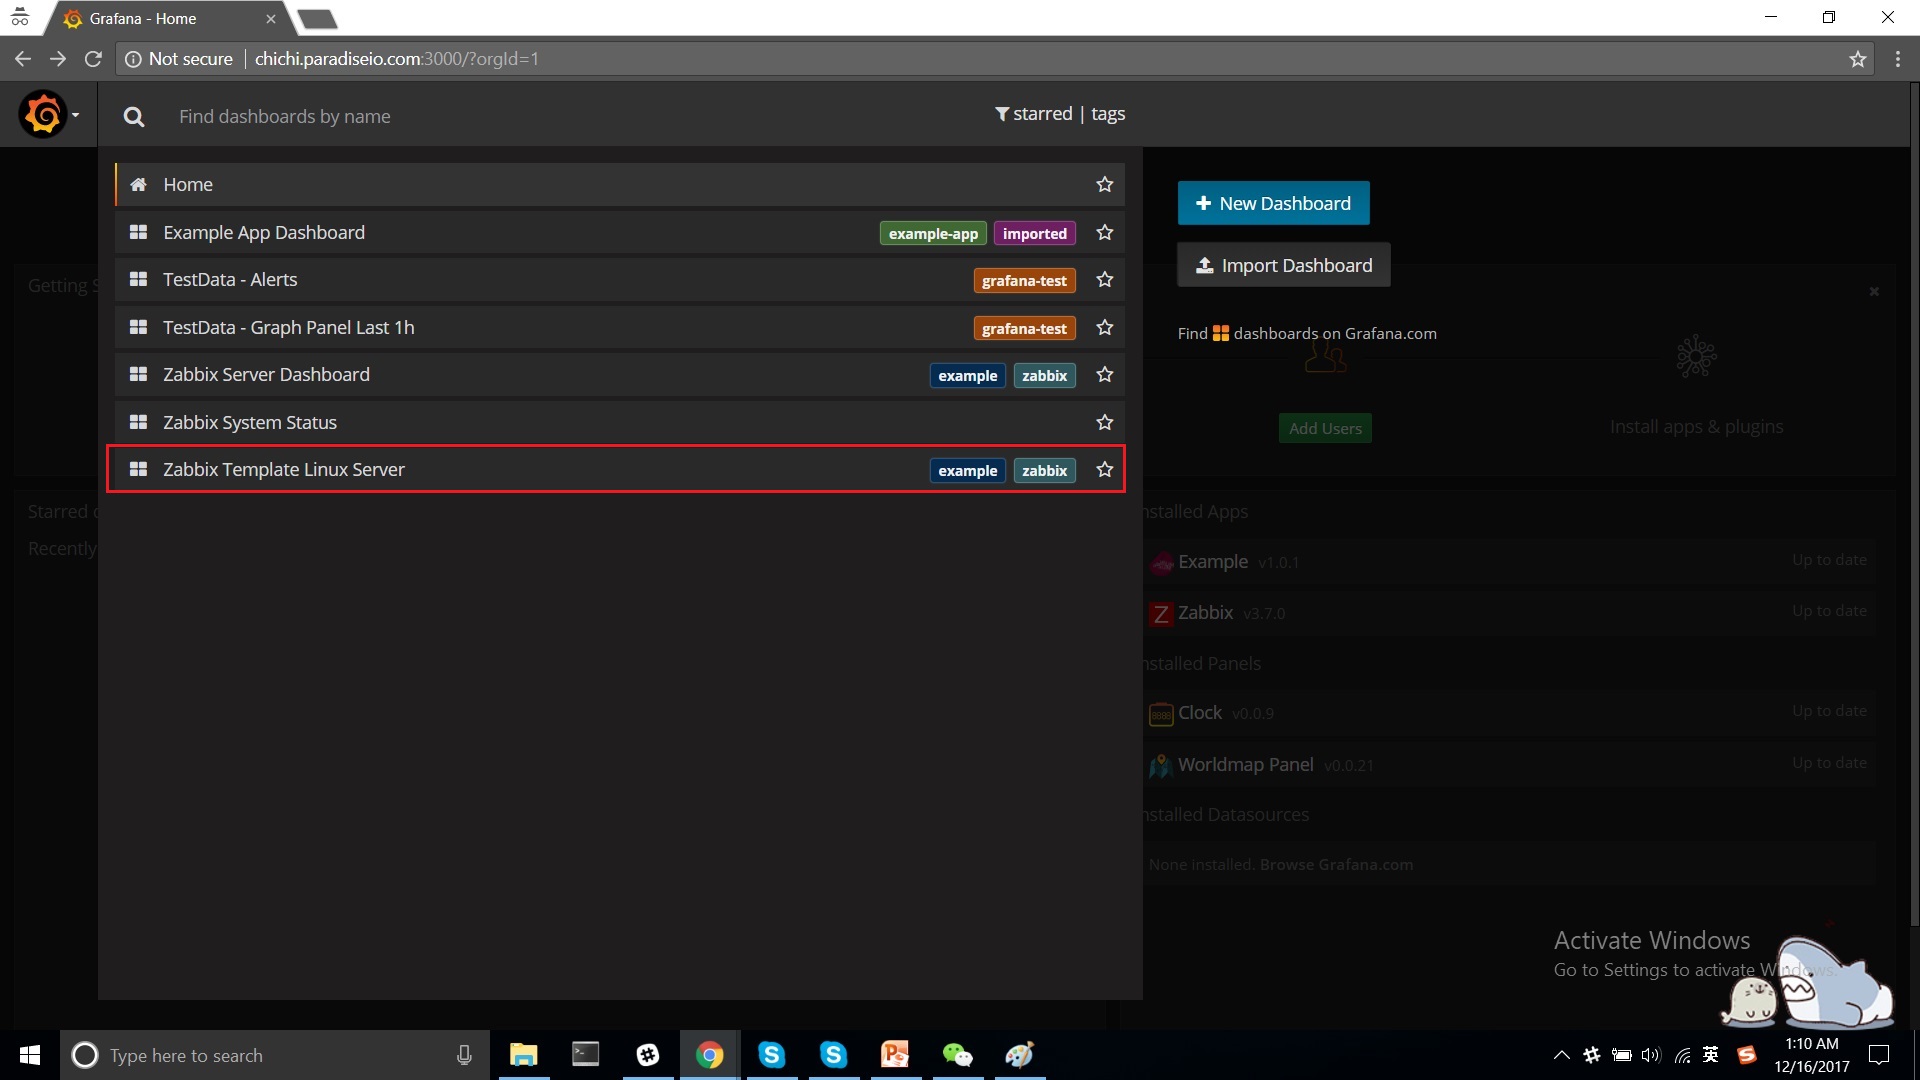 Grafana - Home
Not secure
chichi.paradiseio.com:3000/?orgId=1
Find dashboards by name
starred | tags
Home
Example App Dashboard
example-app
imported
TestData - Alerts
grafana-test
TestData - Graph Panel Last 1h
grafana-test
Zabbix Server Dashboard
example
zabbix
Zabbix System Status
Zabbix Template Linux Server
example
zabbix
New Dashboard
Import Dashboard
Find dashboards on Grafana.com
Getting
Add Users
Install apps & plugins
Starred
Recently
nstalled Apps
Example v1.0.1
Up to date
Zabbix v3.7.0
Up to date
nstalled Panels
Clock v0.0.9
Up to date
Worldmap Panel v0.0.21
Up to date
nstalled Datasources
None installed. Browse Grafana.com
Activate Windows
Go to Settings to activate Windows.
Type here to search
英
1:10 AM
12/16/2017